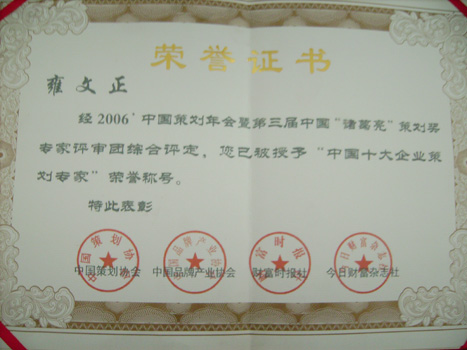 荣誉证书
雍文正
经2006'中国策划年会暨第三届中国“诸葛亮”策划奖
专家评审团综合评定，您已被授予“中国十大企业策
划专家”荣誉称号。
特此表彰
中国策划协会 中国品牌产业协会 财富时报社 今日财富杂志社